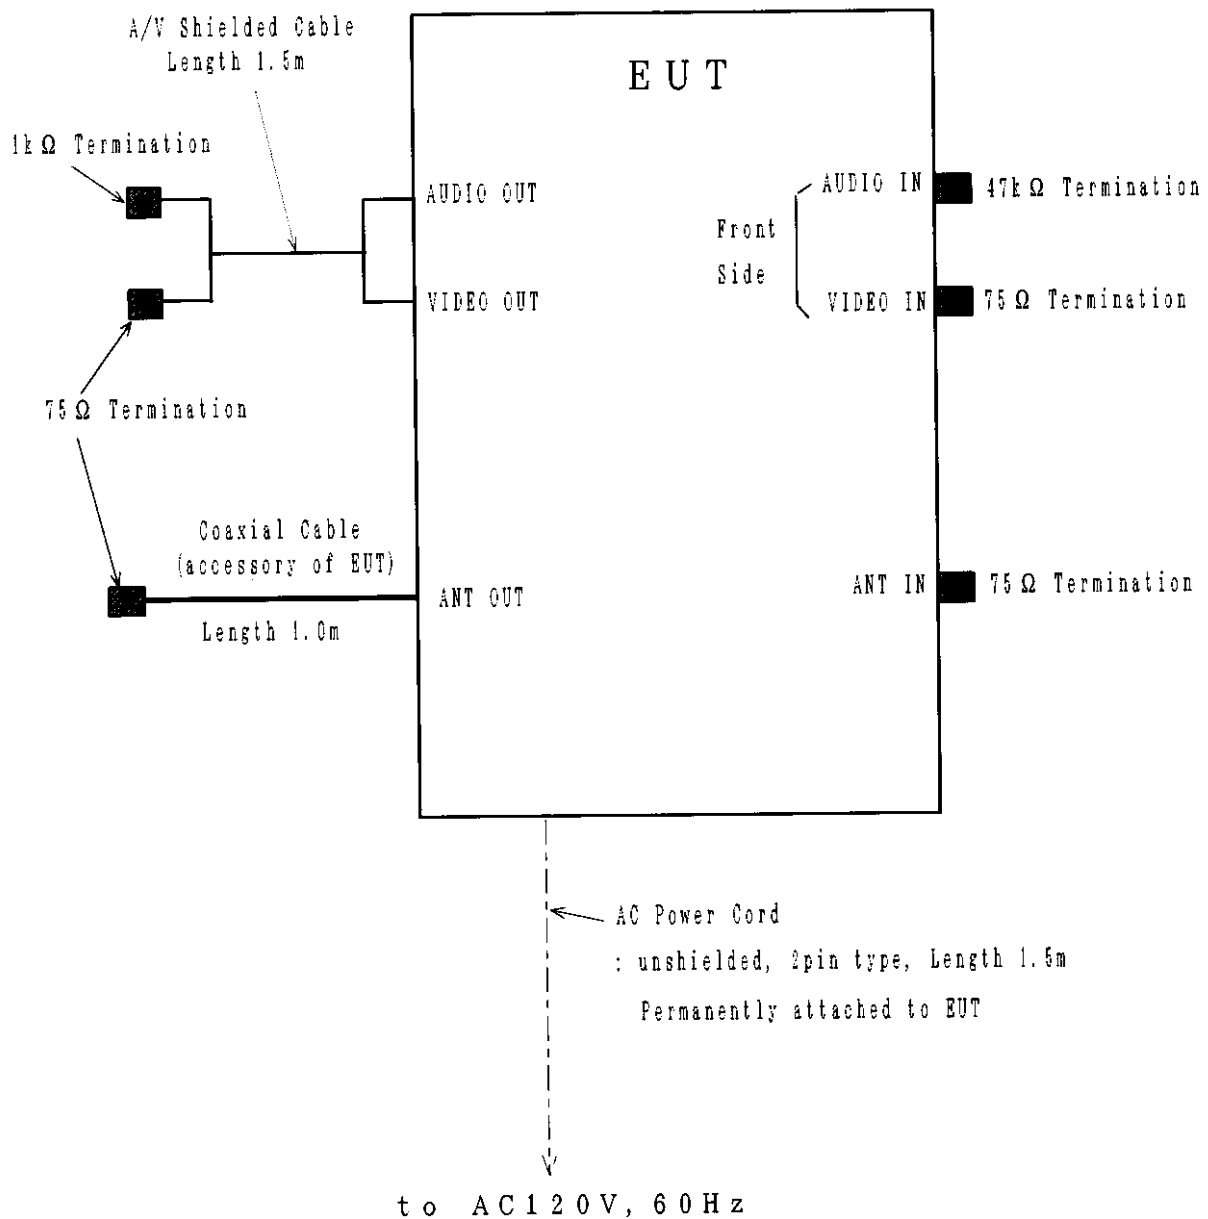 A/V Shielded Cable
Length 1.5m
EUT
1kΩ Termination
AUDIO OUT
AUDIO IN
47kΩ Termination
Front
Side
VIDEO OUT
VIDEO IN
75Ω Termination
75Ω Termination
Coaxial Cable
(accessory of EUT)
ANT OUT
ANT IN
75Ω Termination
Length 1.0m
AC Power Cord
: unshielded, 2pin type, Length 1.5m
Permanently attached to EUT
to AC120V, 60Hz